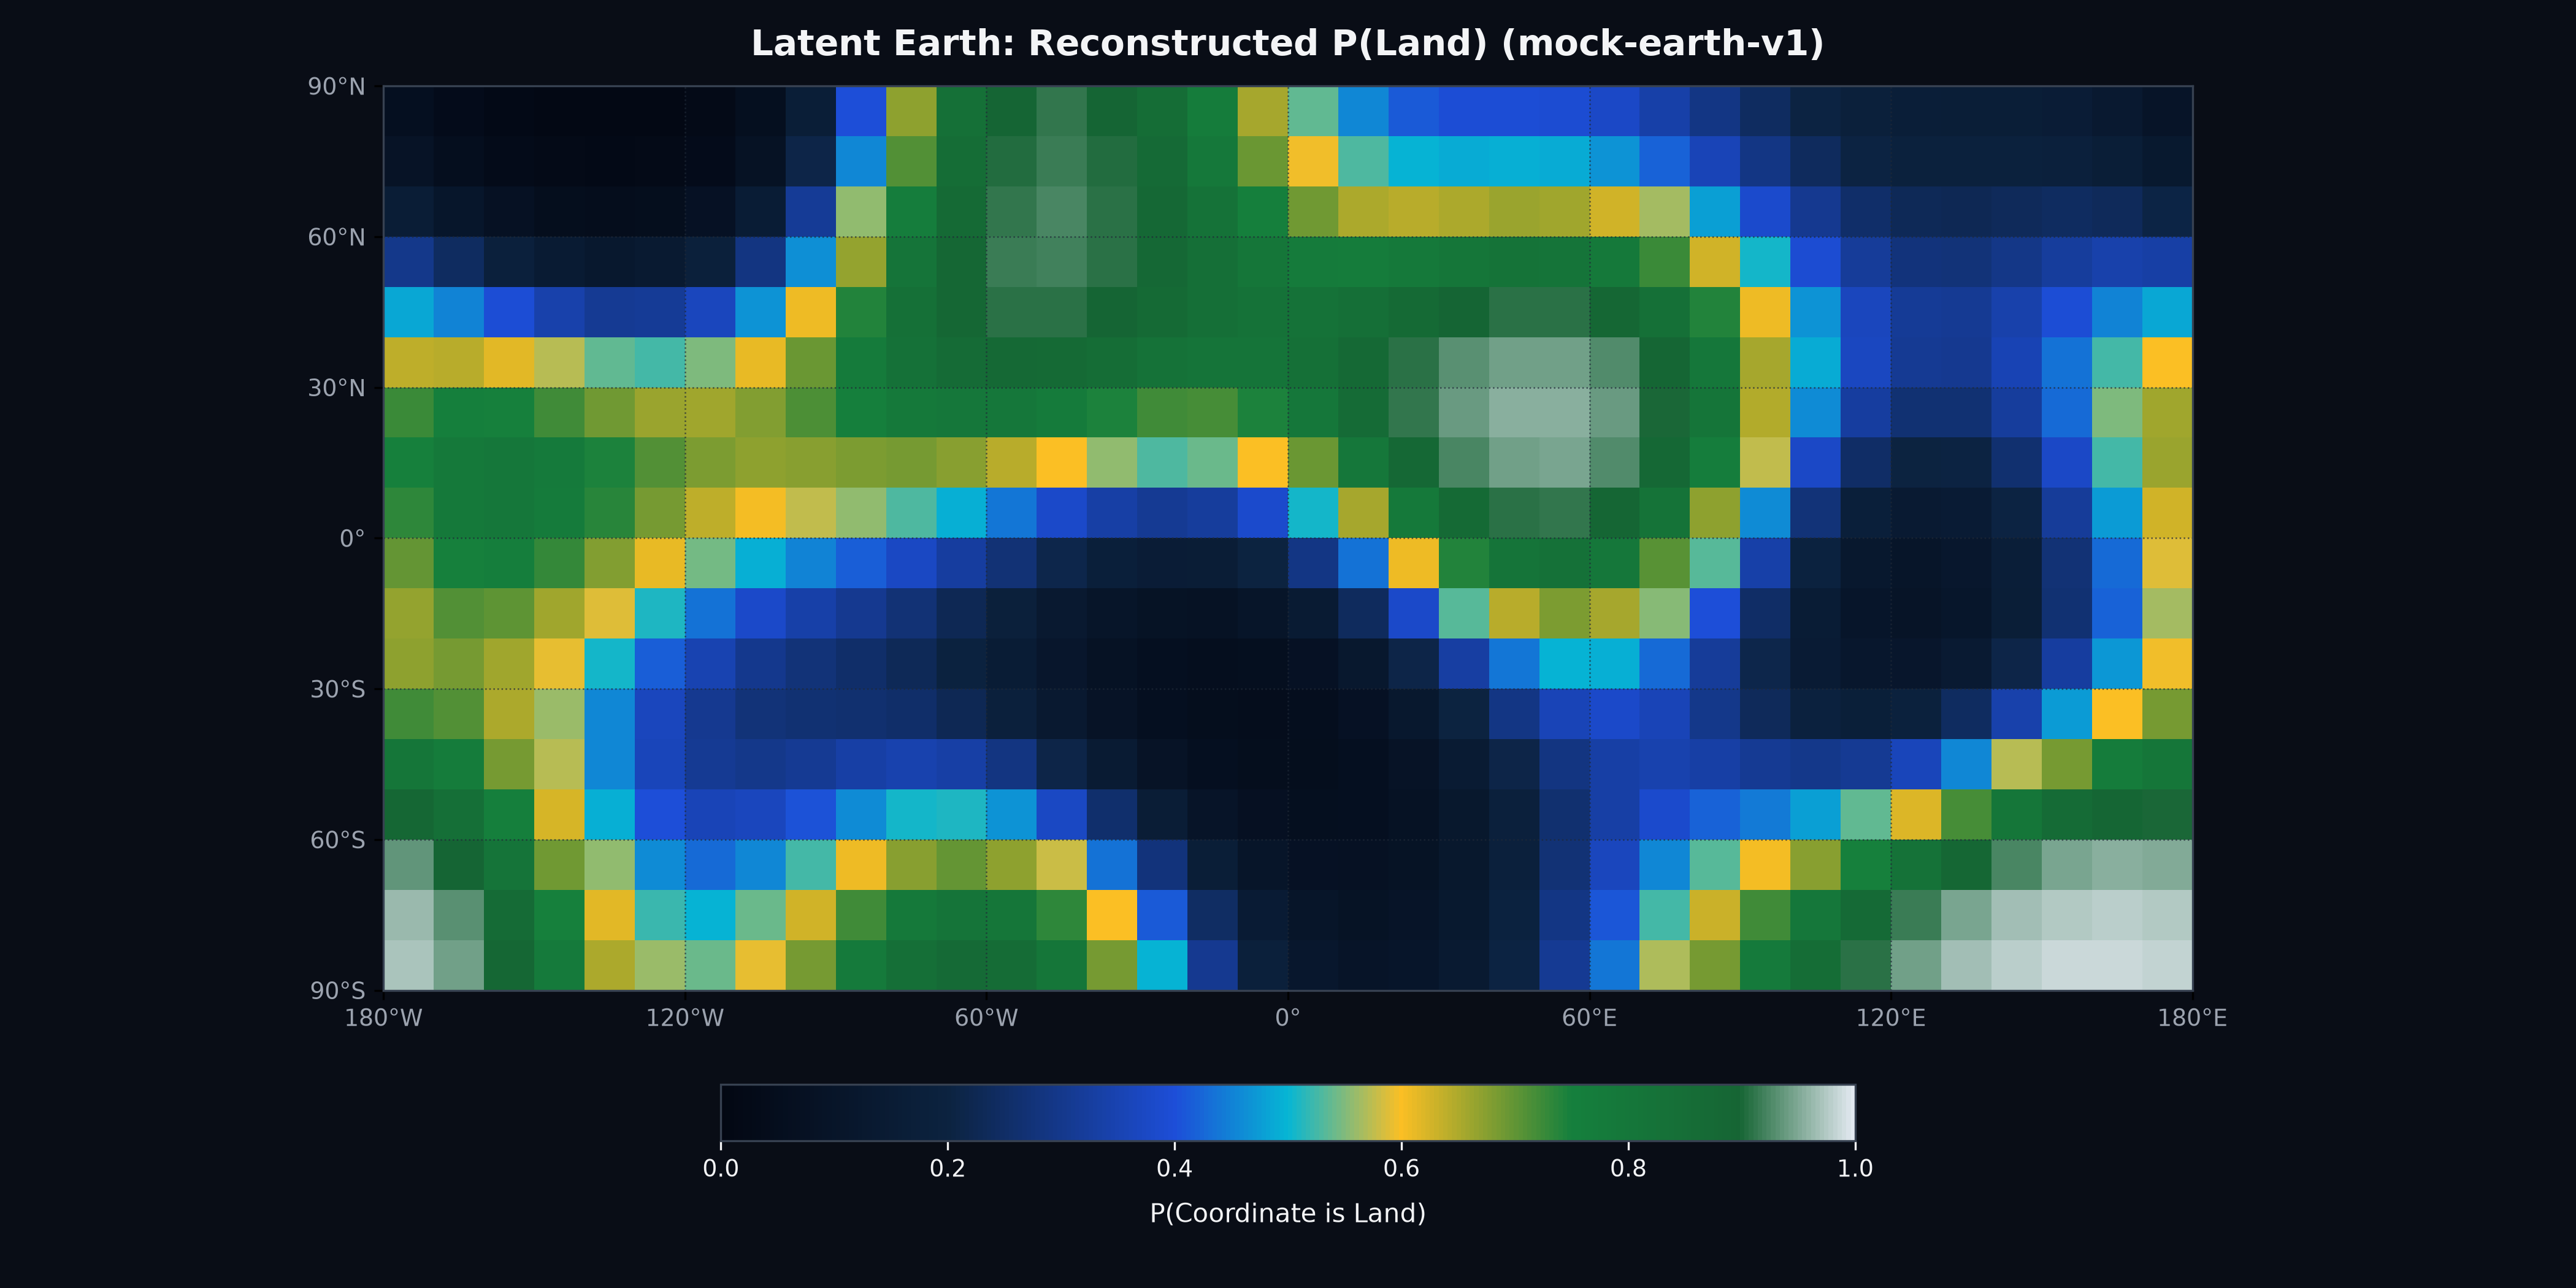 Latent Earth: Reconstructed P(Land) (mock-earth-v1)
90°N
60°N
30°N
0°
30°S
60°S
90°S
180°W 120°W 60°W 0° 60°E 120°E 180°E
0.0 0.2 0.4 0.6 0.8 1.0
P(Coordinate is Land)